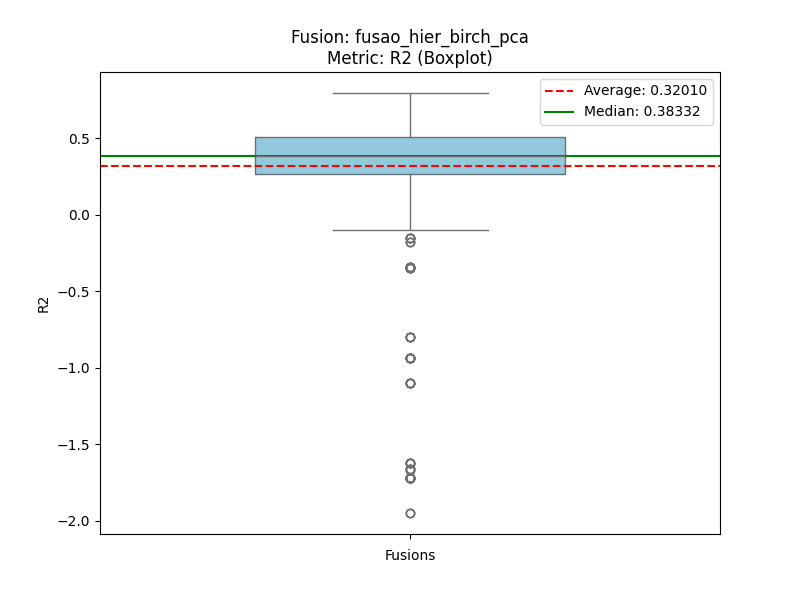 Fusion: fusao_hier_birch_pca
Metric: R2 (Boxplot)
Average: 0.32010
Median: 0.38332
R2
0.5
0.0
−0.5
−1.0
−1.5
−2.0
Fusions